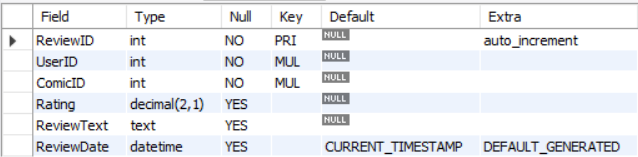 Field Type Null Key Default Extra
ReviewID int NO PRI NULL auto_increment
UserID int NO MUL NULL
ComicID int NO MUL NULL
Rating decimal(2,1) YES NULL
ReviewText text YES NULL
ReviewDate datetime YES CURRENT_TIMESTAMP DEFAULT_GENERATED